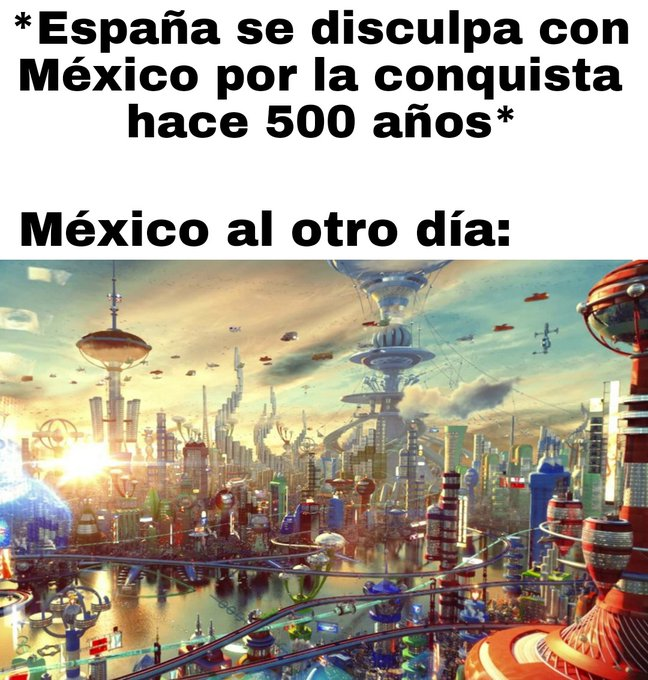 *España se disculpa con
México por la conquista
hace 500 años*
México al otro día: